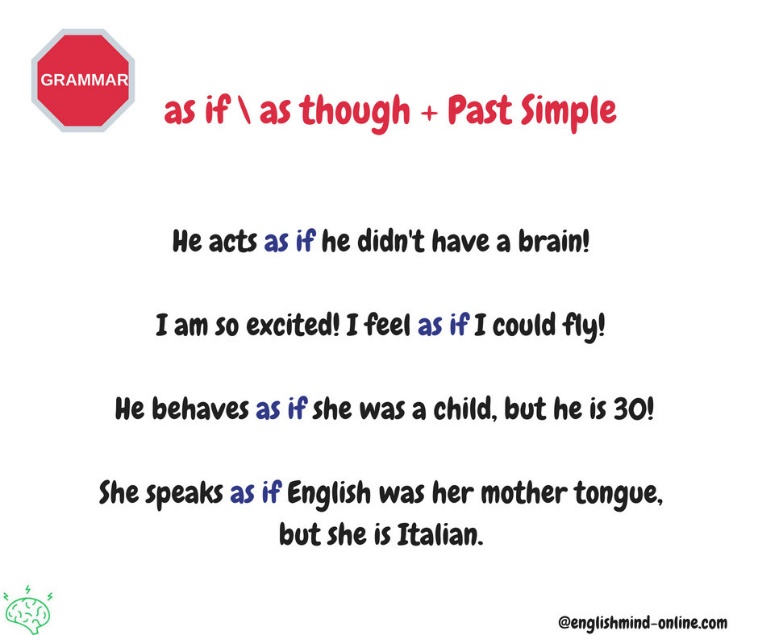 GRAMMAR
as if \ as though + Past Simple
He acts as if he didn't have a brain!
I am so excited! I feel as if I could fly!
He behaves as if she was a child, but he is 30!
She speaks as if English was her mother tongue,
but she is Italian.
@englishmind-online.com